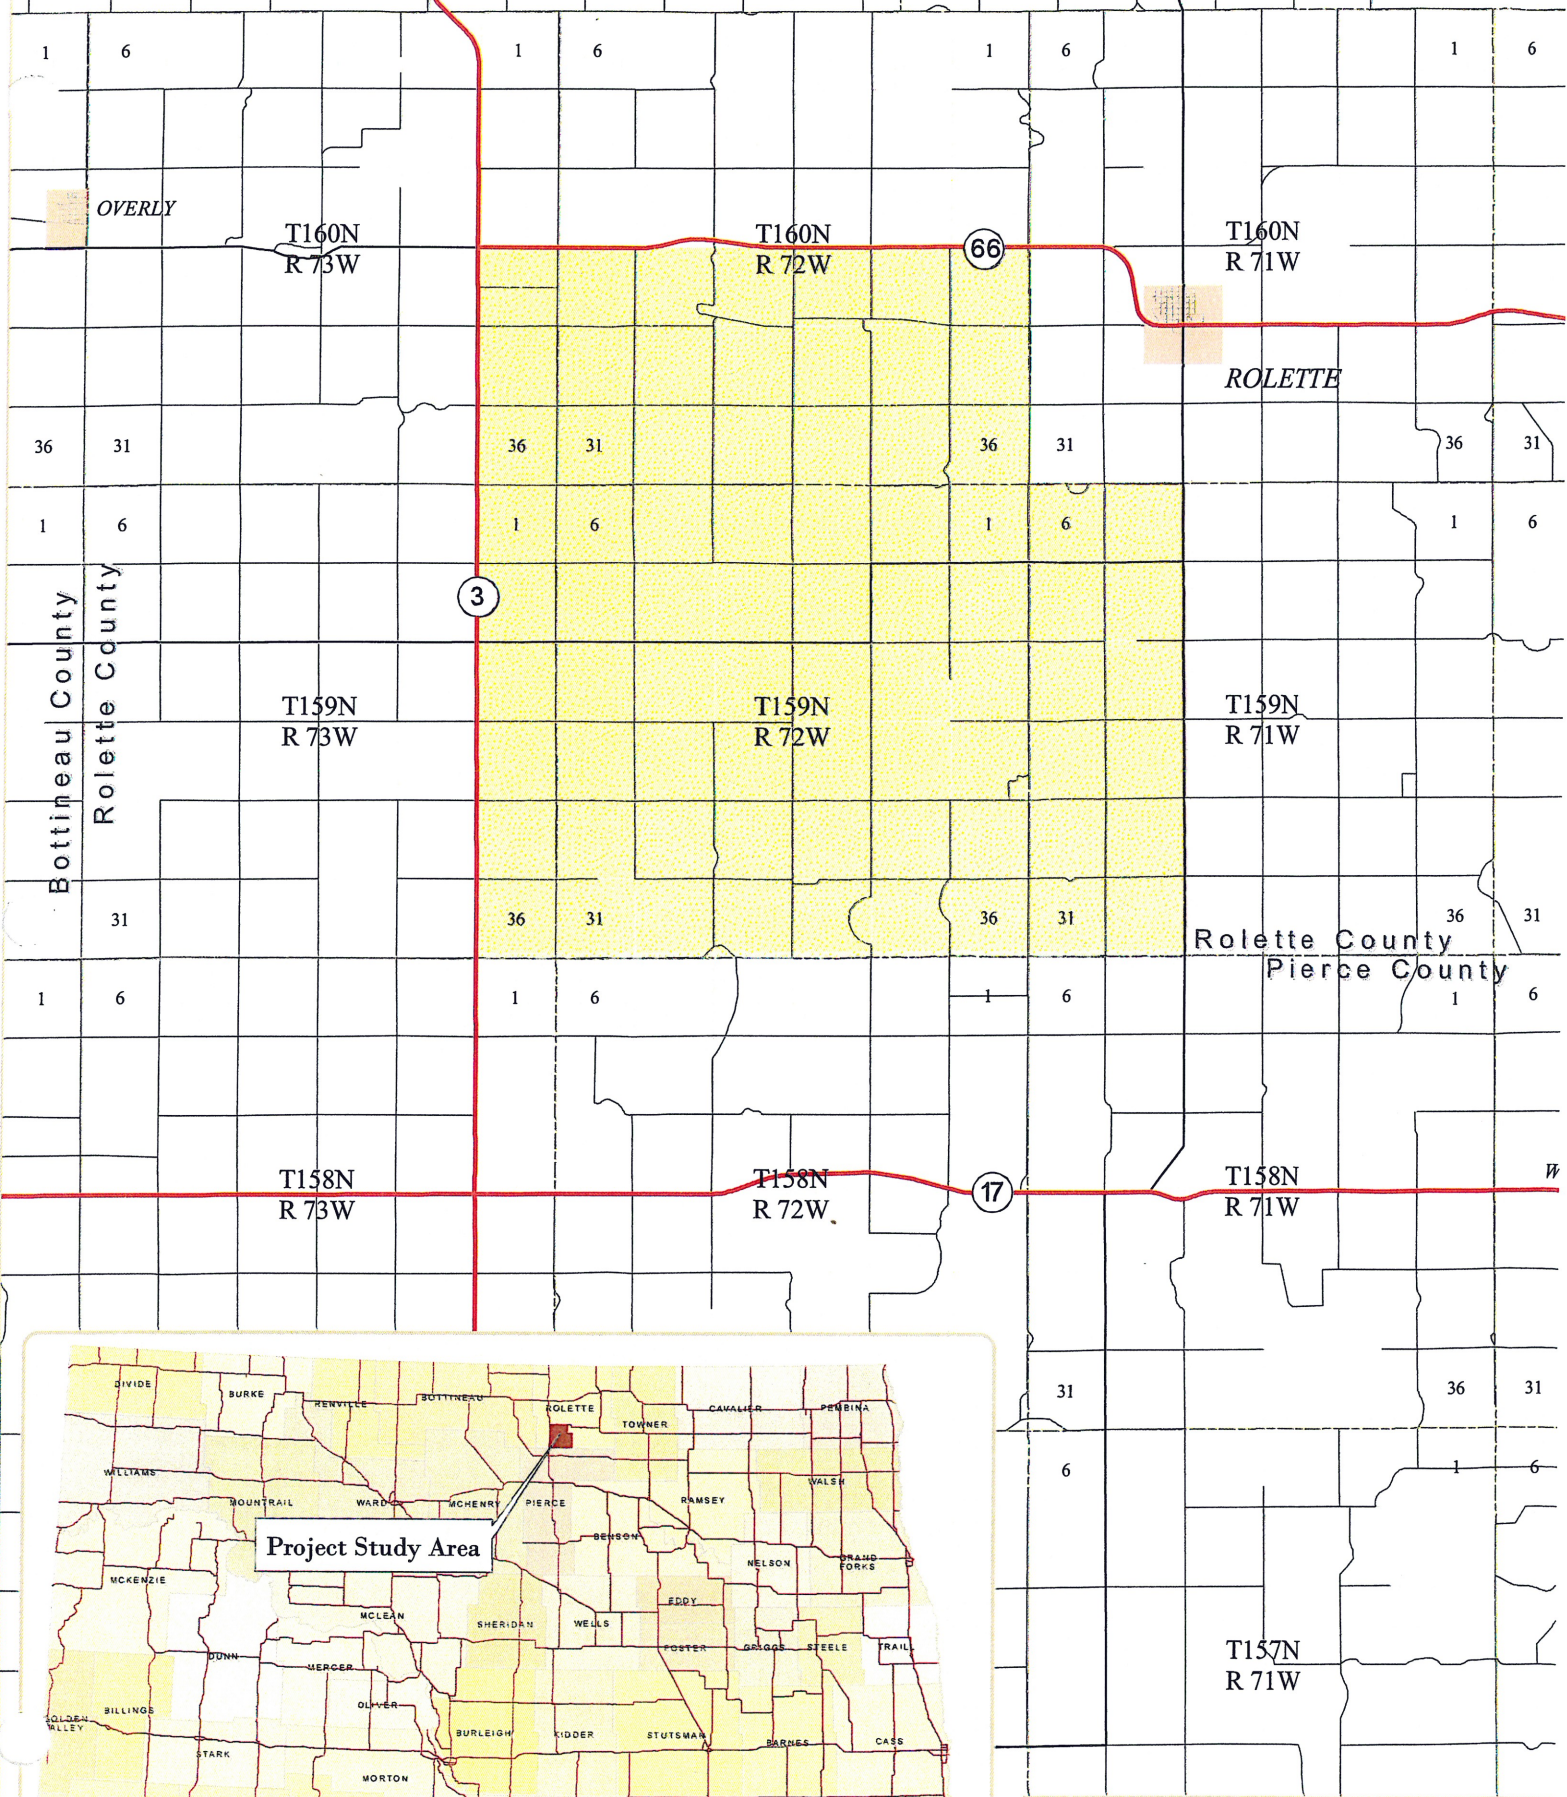 1 6 1 6 1 6 1 6
OVERLY
T160N T160N T160N
R 73W R 72W R 71W
66
ROLETTE
36 31 36 31 36 31 36 31
1 6 1 6 1 6 1 6
3
Bottineau County
Rolette County
T159N T159N T159N
R 73W R 72W R 71W
31 36 31 36 31 36 31
Rolette County
Pierce County
1 6 1 6 1 6 1 6
T158N T158N T158N
R 73W R 72W R 71W
17
W
31 36 31
6 1 6
T157N
R 71W
DIVIDE
BURKE
RENVILLE
BOTTINEAU
ROLETTE
TOWNER
CAVALIER
PEMBINA
WILLIAMS
MOUNTRAIL
WARD
MCHENRY
PIERCE
RAMSEY
WALSH
Project Study Area
BENSON
NELSON
GRAND
FORKS
MCKENZIE
MCLEAN
SHERIDAN
WELLS
EDDY
FOSTER
GRIGGS
STEELE
TRAIL
DUNN
MERCER
OLIVER
BILLINGS
STARK
MORTON
BURLEIGH
KIDDER
STUTSMAN
BARNES
CASS